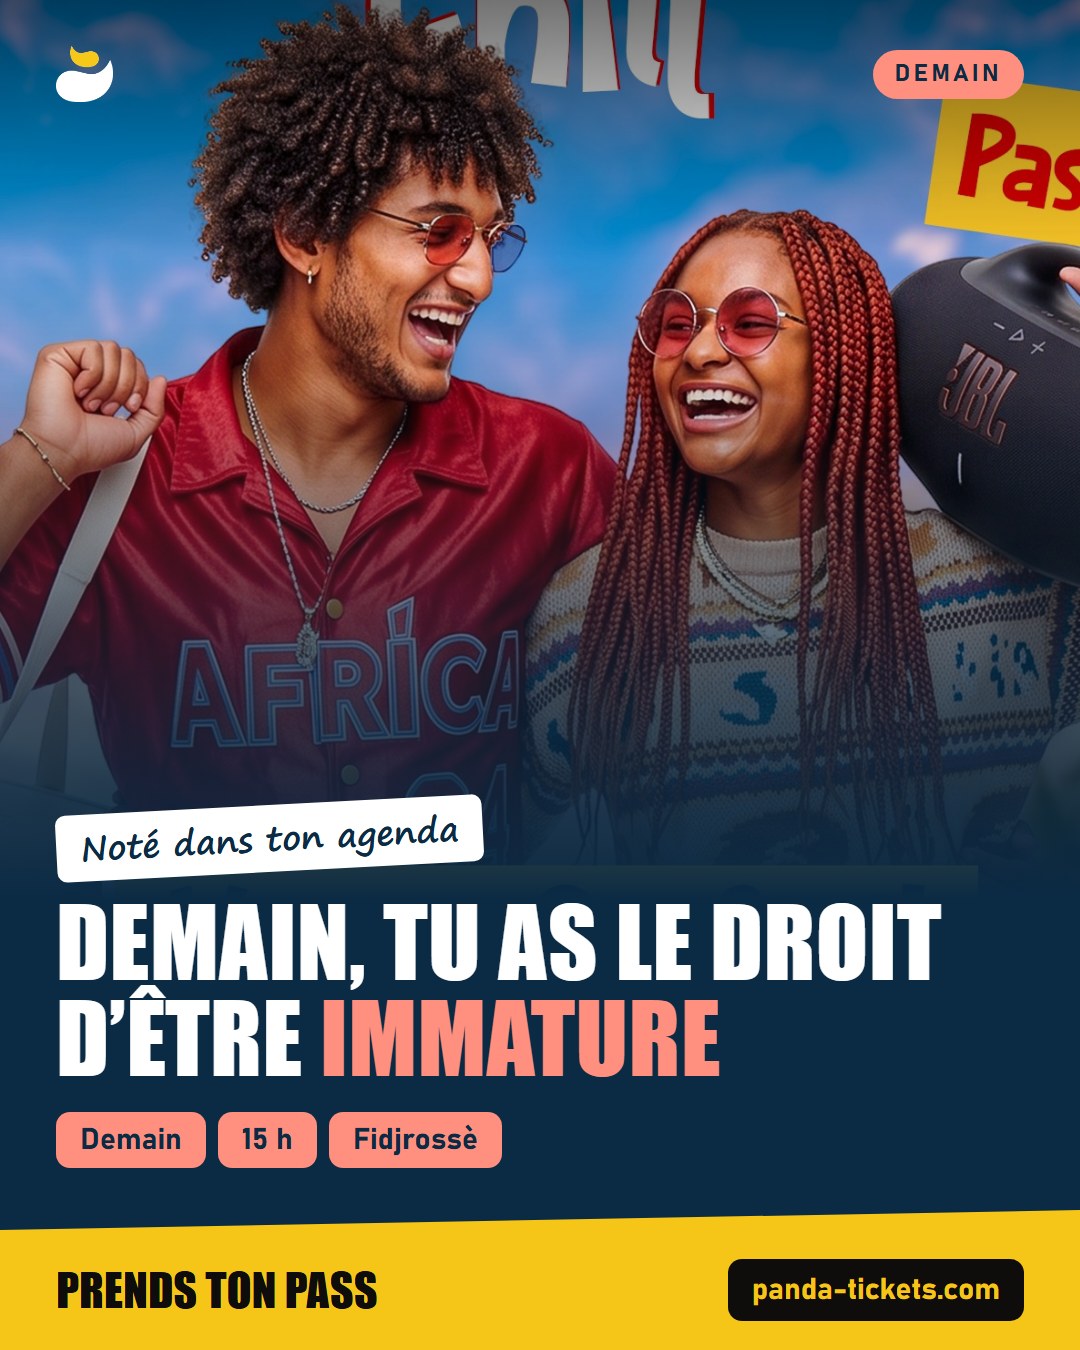 DEMAIN
JBL
AFRÍCA
Noté dans ton agenda
DEMAIN, TU AS LE DROIT
D’ÊTRE IMMATURE
Demain
15 h
Fidjrossè
PRENDS TON PASS
panda-tickets.com